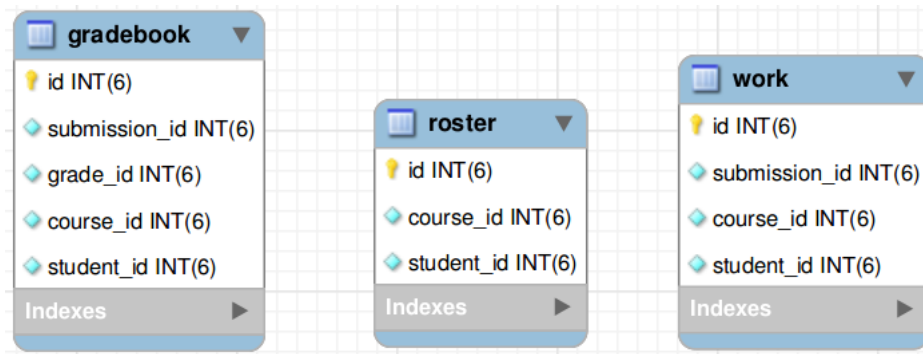 gradebook
id INT(6)
submission_id INT(6)
grade_id INT(6)
course_id INT(6)
student_id INT(6)
Indexes
roster
id INT(6)
course_id INT(6)
student_id INT(6)
Indexes
work
id INT(6)
submission_id INT(6)
course_id INT(6)
student_id INT(6)
Indexes